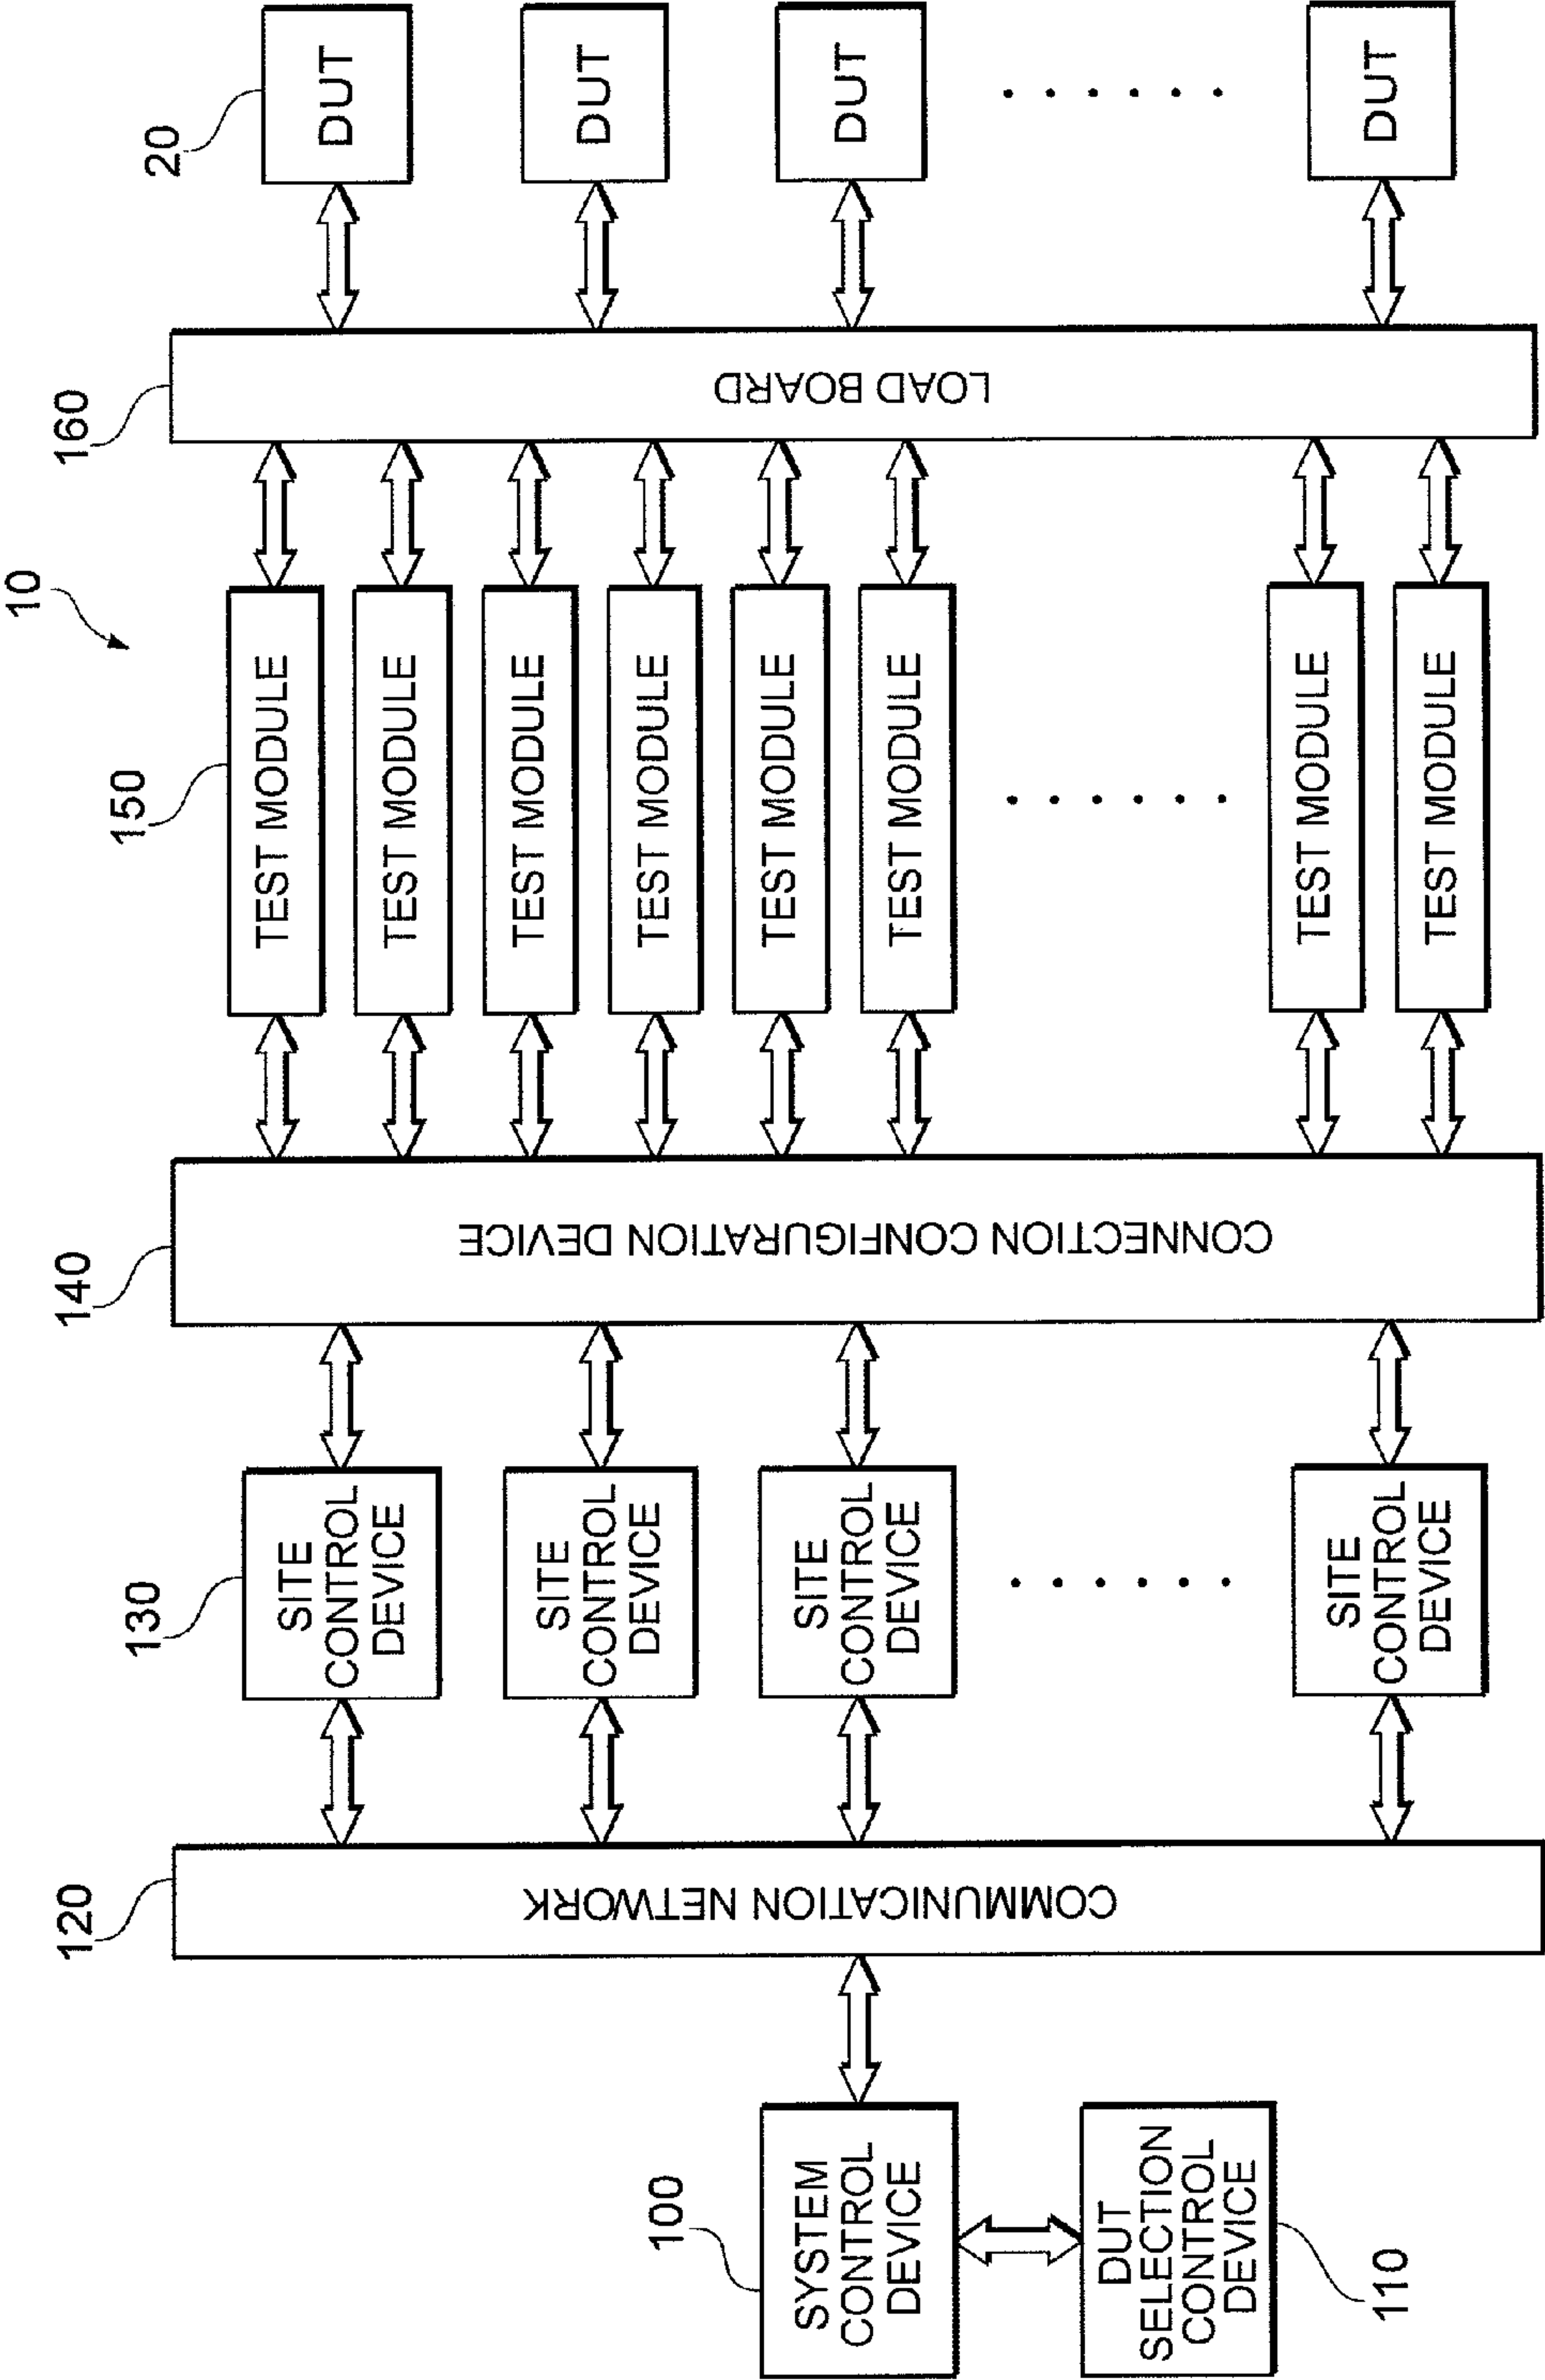 10
100
SYSTEM
CONTROL
DEVICE
DUT
SELECTION
CONTROL
DEVICE
110
120
COMMUNICATION NETWORK
130
SITE
CONTROL
DEVICE
SITE
CONTROL
DEVICE
SITE
CONTROL
DEVICE
SITE
CONTROL
DEVICE
140
CONNECTION CONFIGURATION DEVICE
150
TEST MODULE
TEST MODULE
TEST MODULE
TEST MODULE
TEST MODULE
TEST MODULE
TEST MODULE
TEST MODULE
160
LOAD BOARD
20
DUT
DUT
DUT
DUT